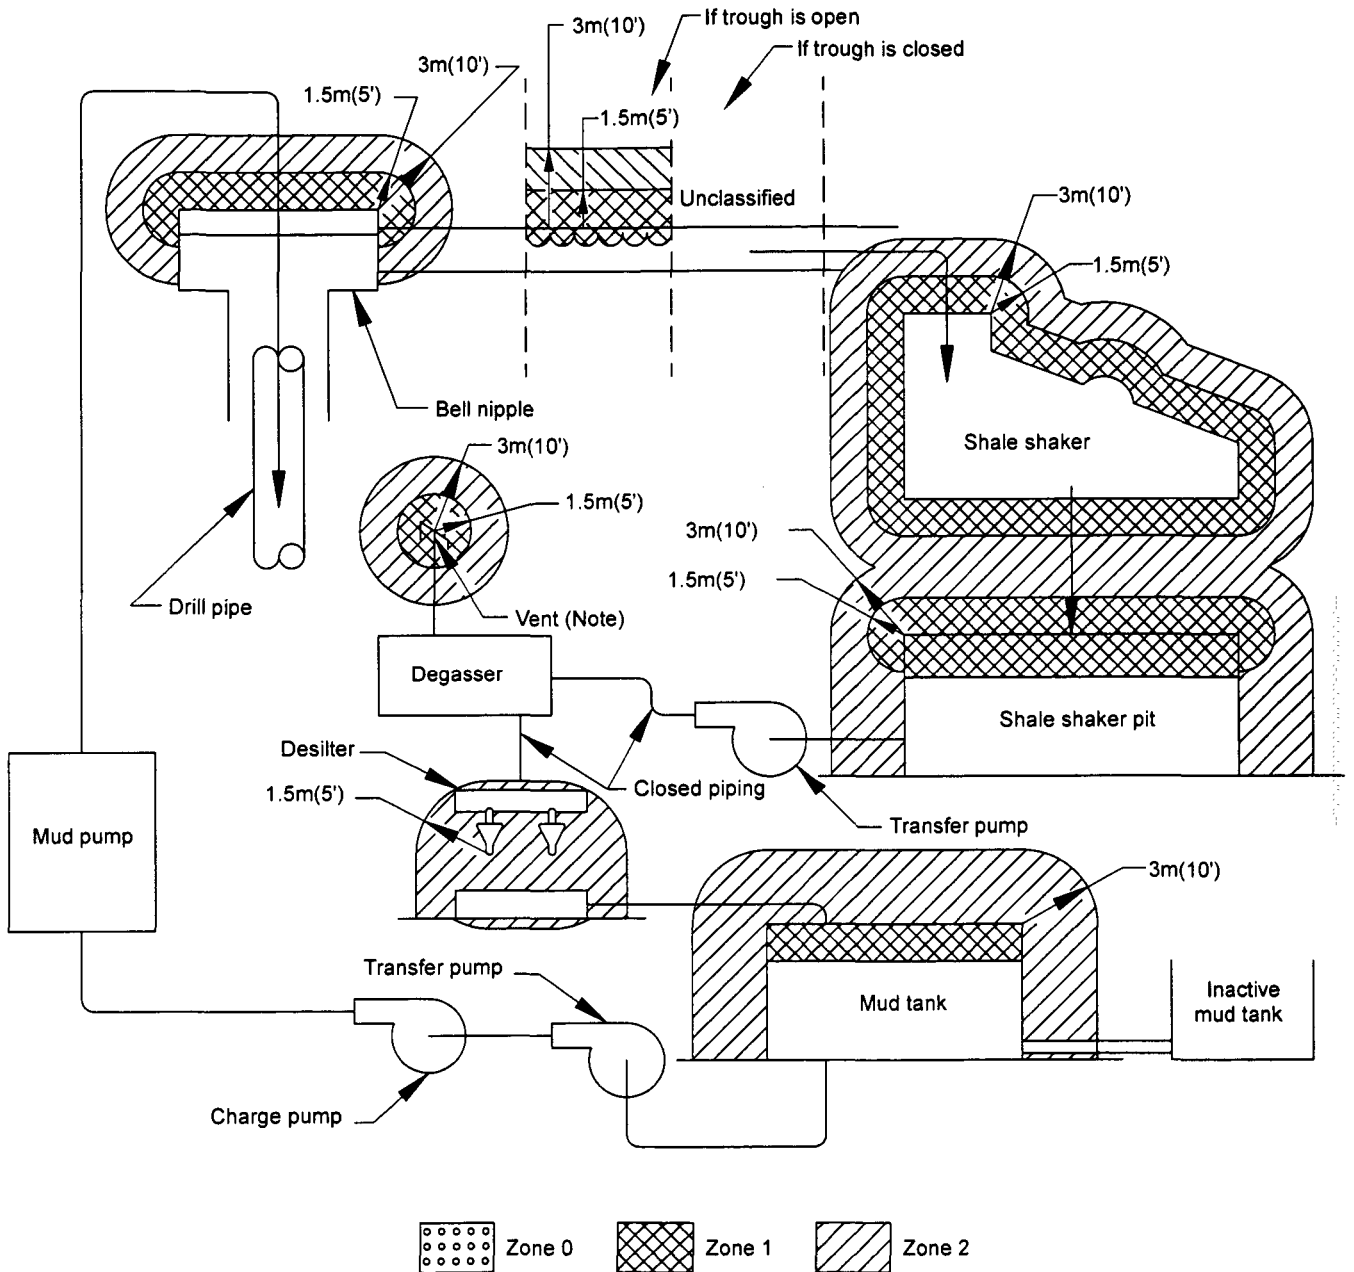 3m(10')
If trough is open
If trough is closed
3m(10')
1.5m(5')
1.5m(5')
Unclassified
3m(10')
1.5m(5')
Bell nipple
3m(10')
Shale shaker
1.5m(5')
3m(10')
1.5m(5')
Drill pipe
Vent (Note)
Degasser
Shale shaker pit
Desilter
1.5m(5')
Closed piping
Transfer pump
Mud pump
3m(10')
Transfer pump
Mud tank
Inactive
mud tank
Charge pump
Zone 0
Zone 1
Zone 2